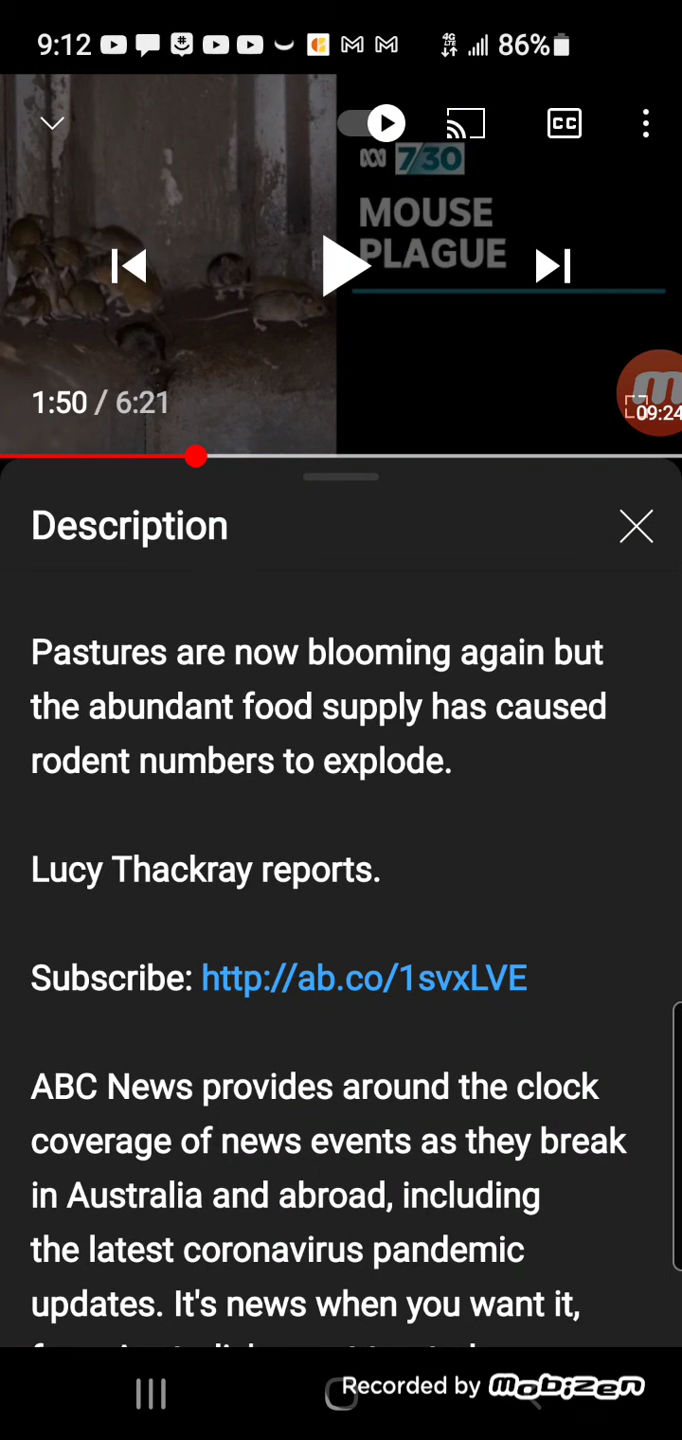 9:12
4G
LTE
86%
CC
7/30
MOUSE
PLAGUE
1:50 / 6:21
09:24
Description
Pastures are now blooming again but
the abundant food supply has caused
rodent numbers to explode.
Lucy Thackray reports.
Subscribe: http://ab.co/1svxLVE
ABC News provides around the clock
coverage of news events as they break
in Australia and abroad, including
the latest coronavirus pandemic
updates. It's news when you want it,
Recorded by mobizen